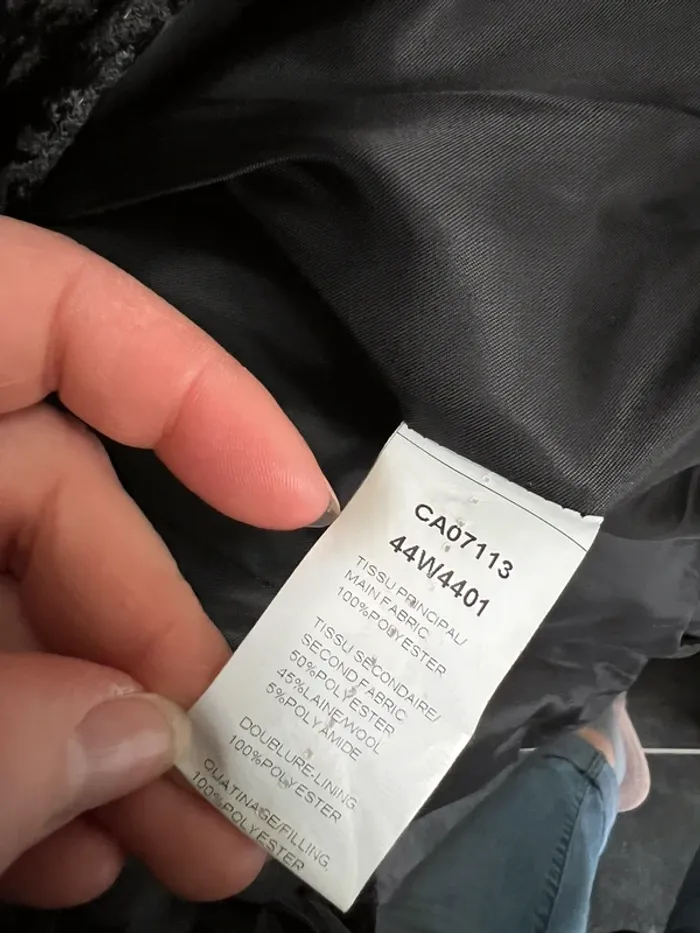 CA07113
44W4401
TISSU PRINCIPAL/
MAIN FABRIC
100%POLYESTER
TISSU SECONDAIRE/
SECOND FABRIC
50%POLYESTER
45%LAINE/WOOL
5%POLYAMIDE
DOUBLURE-LINING
100%POLYESTER
OUATINAGE/FILLING,
100%POLYESTER